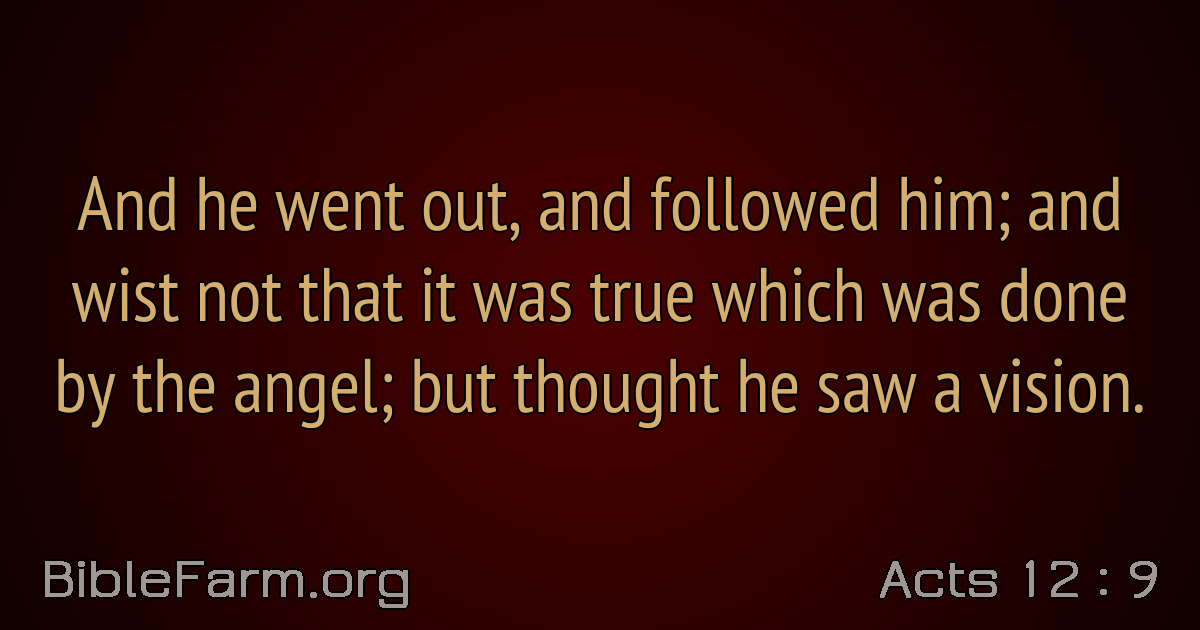 And he went out, and followed him; and
wist not that it was true which was done
by the angel; but thought he saw a vision.
BibleFarm.org
Acts 12 : 9